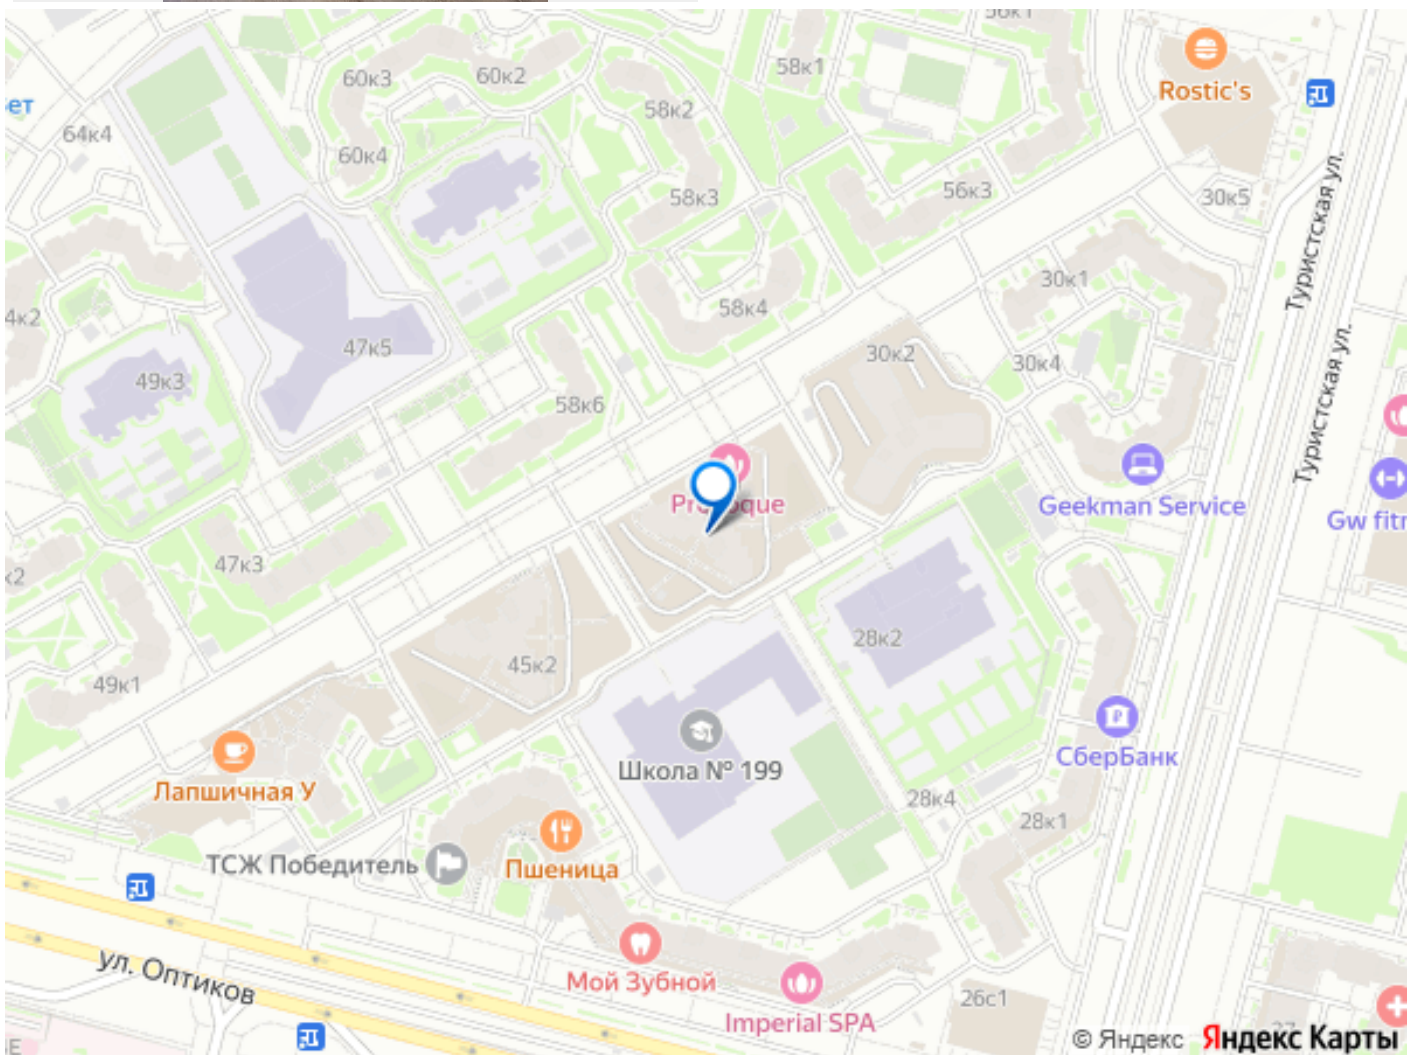 58к1
Rostic's
60к3
60к2
64к4
58к2
60к4
58к3
56к3
30к5
Туристская ул.
30к1
58к4
47к5
30к2
30к4
49к3
58к6
Туристская ул.
Geekman Service
47к3
28к2
45к2
49к1
Школа № 199
СберБанк
Лапшичная У
28к4
28к1
ТСЖ Победитель
Пшеница
ул. Оптиков
Мой Зубной
26с1
Imperial SPA
© Яндекс Яндекс Карты